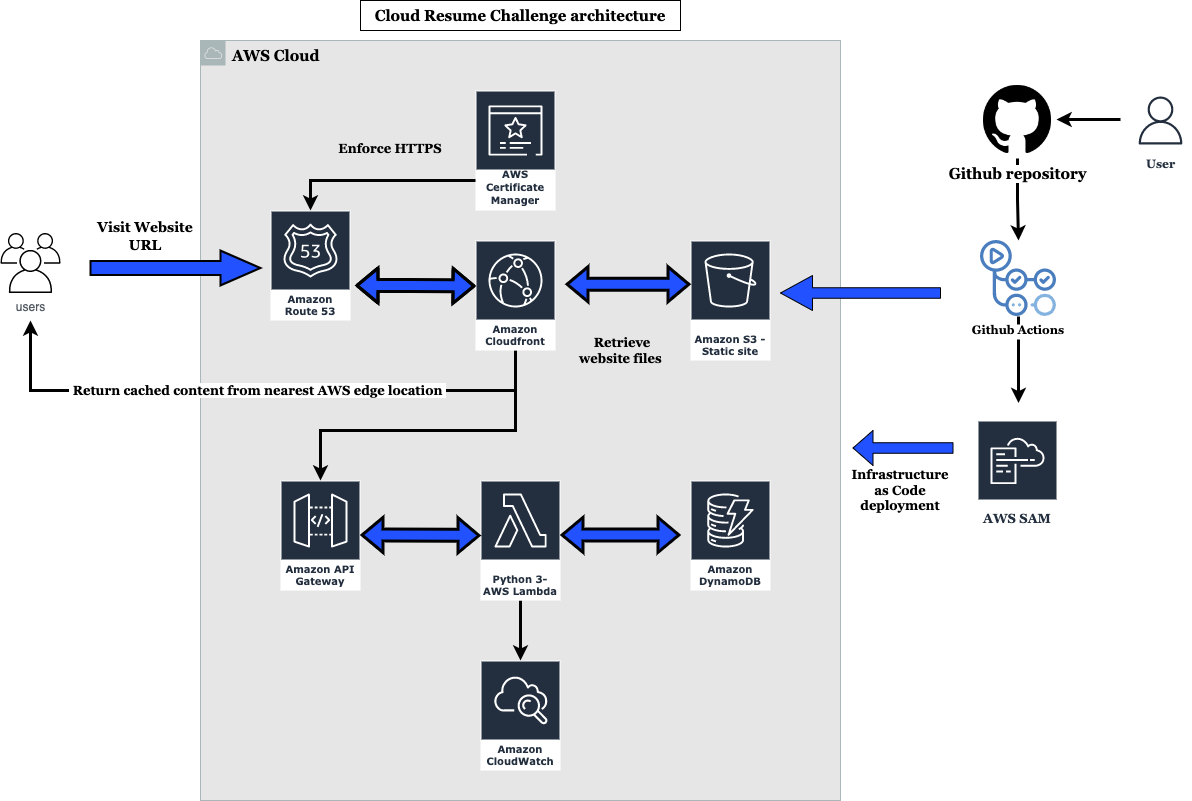 Cloud Resume Challenge architecture
AWS Cloud
AWS
Certificate
Manager
Enforce HTTPS
User
Github repository
Visit Website
URL
users
53
Amazon
Route 53
Amazon
Cloudfront
Retrieve
website files
Amazon S3 -
Static site
Github Actions
Return cached content from nearest AWS edge location
Infrastructure
as Code
deployment
AWS SAM
</>
Amazon API
Gateway
Python 3-
AWS Lambda
Amazon
DynamoDB
Amazon
CloudWatch